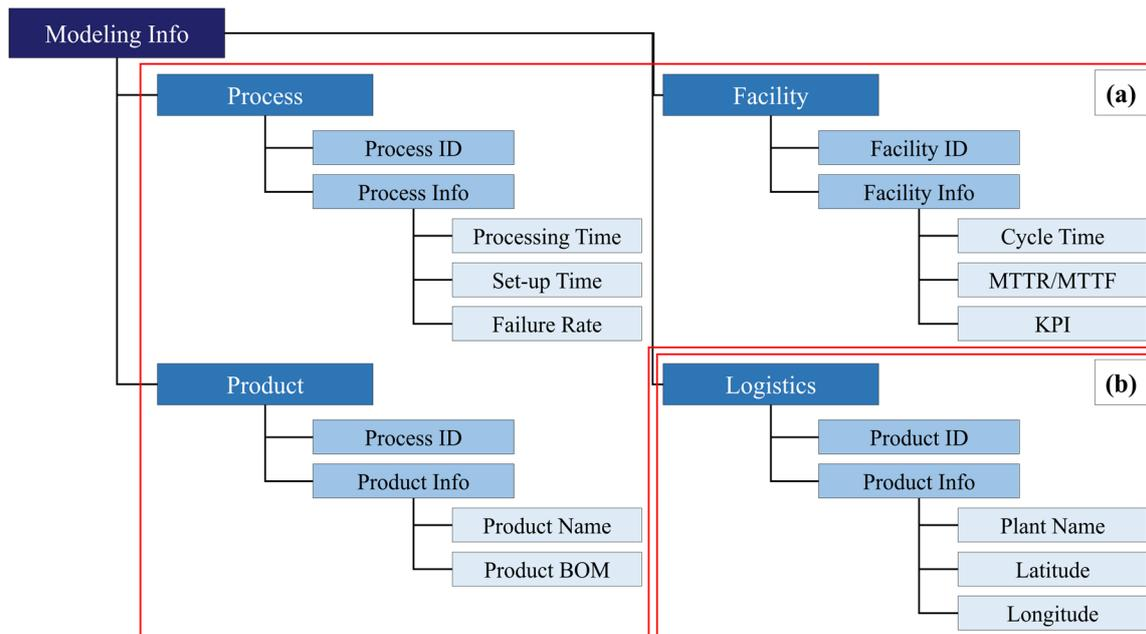 Modeling Info
Process
Process ID
Process Info
Processing Time
Set-up Time
Failure Rate
Facility
(a)
Facility ID
Facility Info
Cycle Time
MTTR/MTTF
KPI
Product
Process ID
Product Info
Product Name
Product BOM
Logistics
(b)
Product ID
Product Info
Plant Name
Latitude
Longitude